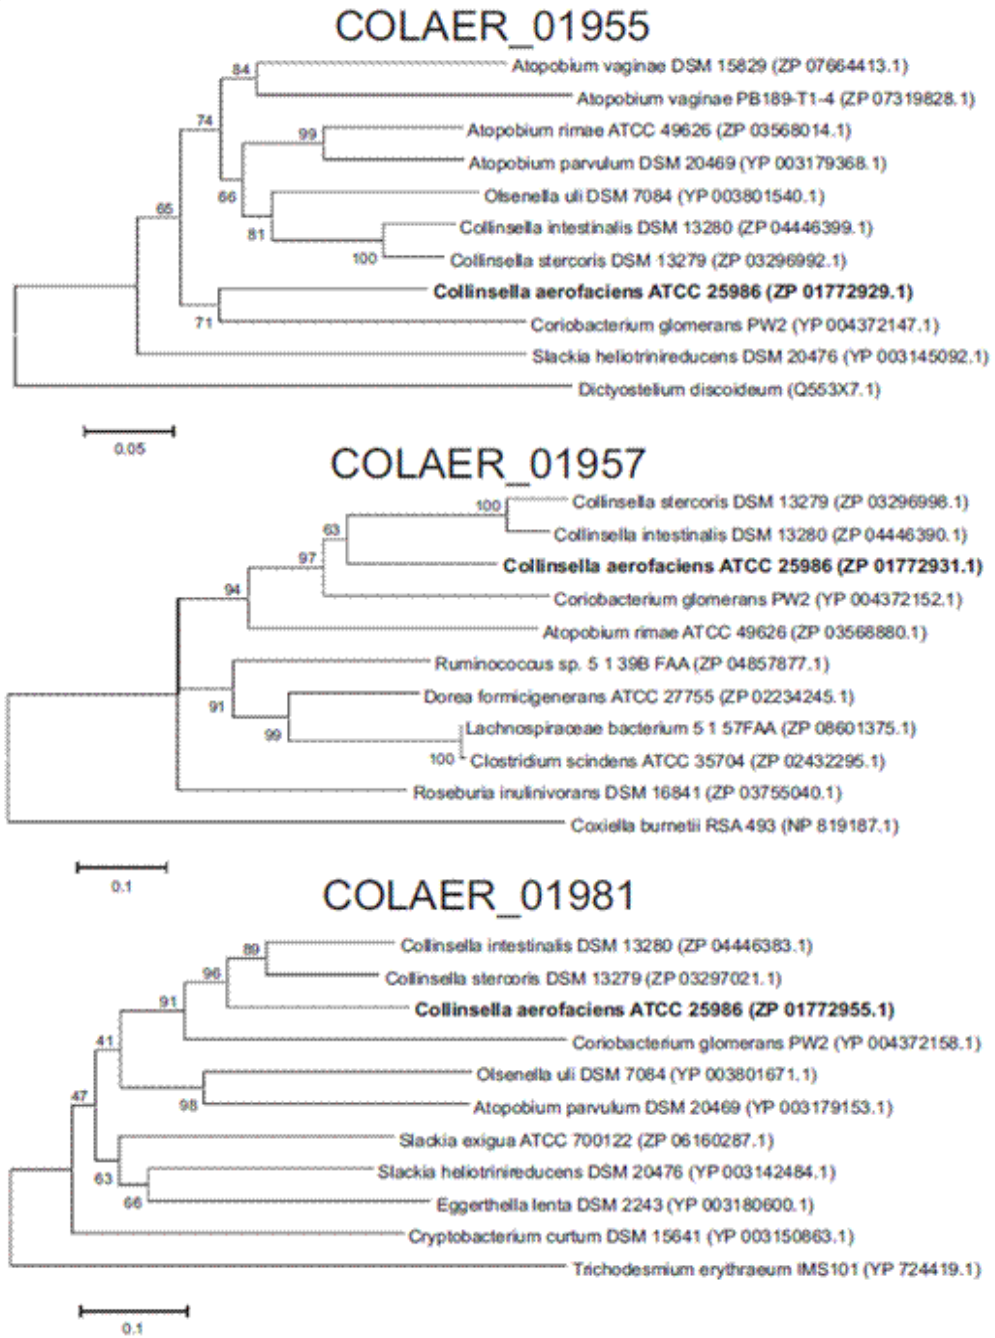 COLAER_01955
84
Atopobium vaginae DSM 15829 (ZP 07664413.1)
Atopobium vaginae PB189-T1-4 (ZP 07319828.1)
74
99
Atopobium rimae ATCC 49626 (ZP 03568014.1)
Atopobium parvulum DSM 20469 (YP 003179368.1)
66
Olsenella uli DSM 7084 (YP 003801540.1)
65
81
Collinsella intestinalis DSM 13280 (ZP 04446399.1)
100
Collinsella stercoris DSM 13279 (ZP 03296992.1)
Collinsella aerofaciens ATCC 25986 (ZP 01772929.1)
71
Coriobacterium glomerans PW2 (YP 004372147.1)
Slackia heliotrinireducens DSM 20476 (YP 003145092.1)
Dictyostelium discoideum (Q553X7.1)
0.05
COLAER_01957
100
Collinsella stercoris DSM 13279 (ZP 03296998.1)
63
Collinsella intestinalis DSM 13280 (ZP 04446390.1)
97
Collinsella aerofaciens ATCC 25986 (ZP 01772931.1)
94
Coriobacterium glomerans PW2 (YP 004372152.1)
Atopobium rimae ATCC 49626 (ZP 03568880.1)
Ruminococcus sp. 5 1 39B FAA (ZP 04857877.1)
91
Dorea formicigenerans ATCC 27755 (ZP 02234245.1)
99
Lachnospiraceae bacterium 5 1 57FAA (ZP 08601375.1)
100
Clostridium scindens ATCC 35704 (ZP 02432295.1)
Roseburia inulinivorans DSM 16841 (ZP 03755040.1)
Coxiella burnetii RSA 493 (NP 819187.1)
0.1
COLAER_01981
89
Collinsella intestinalis DSM 13280 (ZP 04446383.1)
96
Collinsella stercoris DSM 13279 (ZP 03297021.1)
91
Collinsella aerofaciens ATCC 25986 (ZP 01772955.1)
41
Coriobacterium glomerans PW2 (YP 004372158.1)
Olsenella uli DSM 7084 (YP 003801671.1)
47
98
Atopobium parvulum DSM 20469 (YP 003179153.1)
Slackia exigua ATCC 700122 (ZP 06160287.1)
63
Slackia heliotrinireducens DSM 20476 (YP 003142484.1)
66
Eggerthella lenta DSM 2243 (YP 003180600.1)
Cryptobacterium curtum DSM 15641 (YP 003150863.1)
Trichodesmium erythraeum IMS101 (YP 724419.1)
0.1